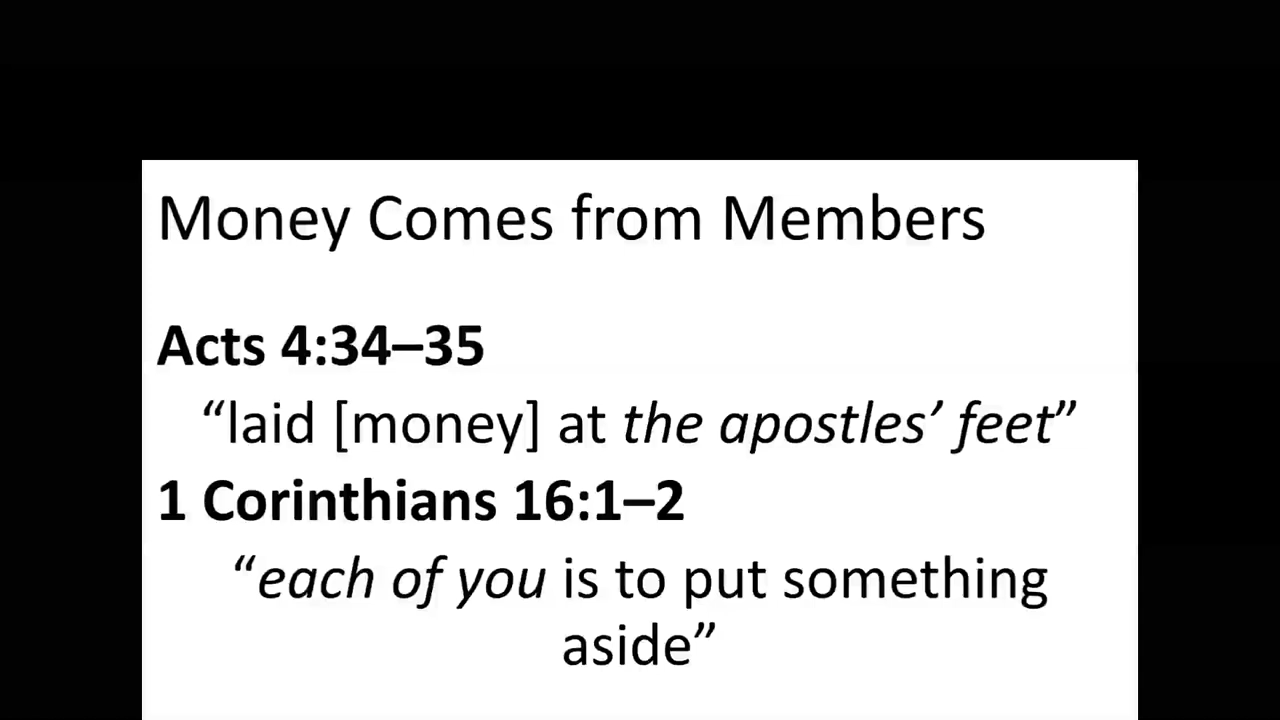 Money Comes from Members
Acts 4:34–35
“laid [money] at the apostles’ feet”
1 Corinthians 16:1–2
“each of you is to put something
aside”